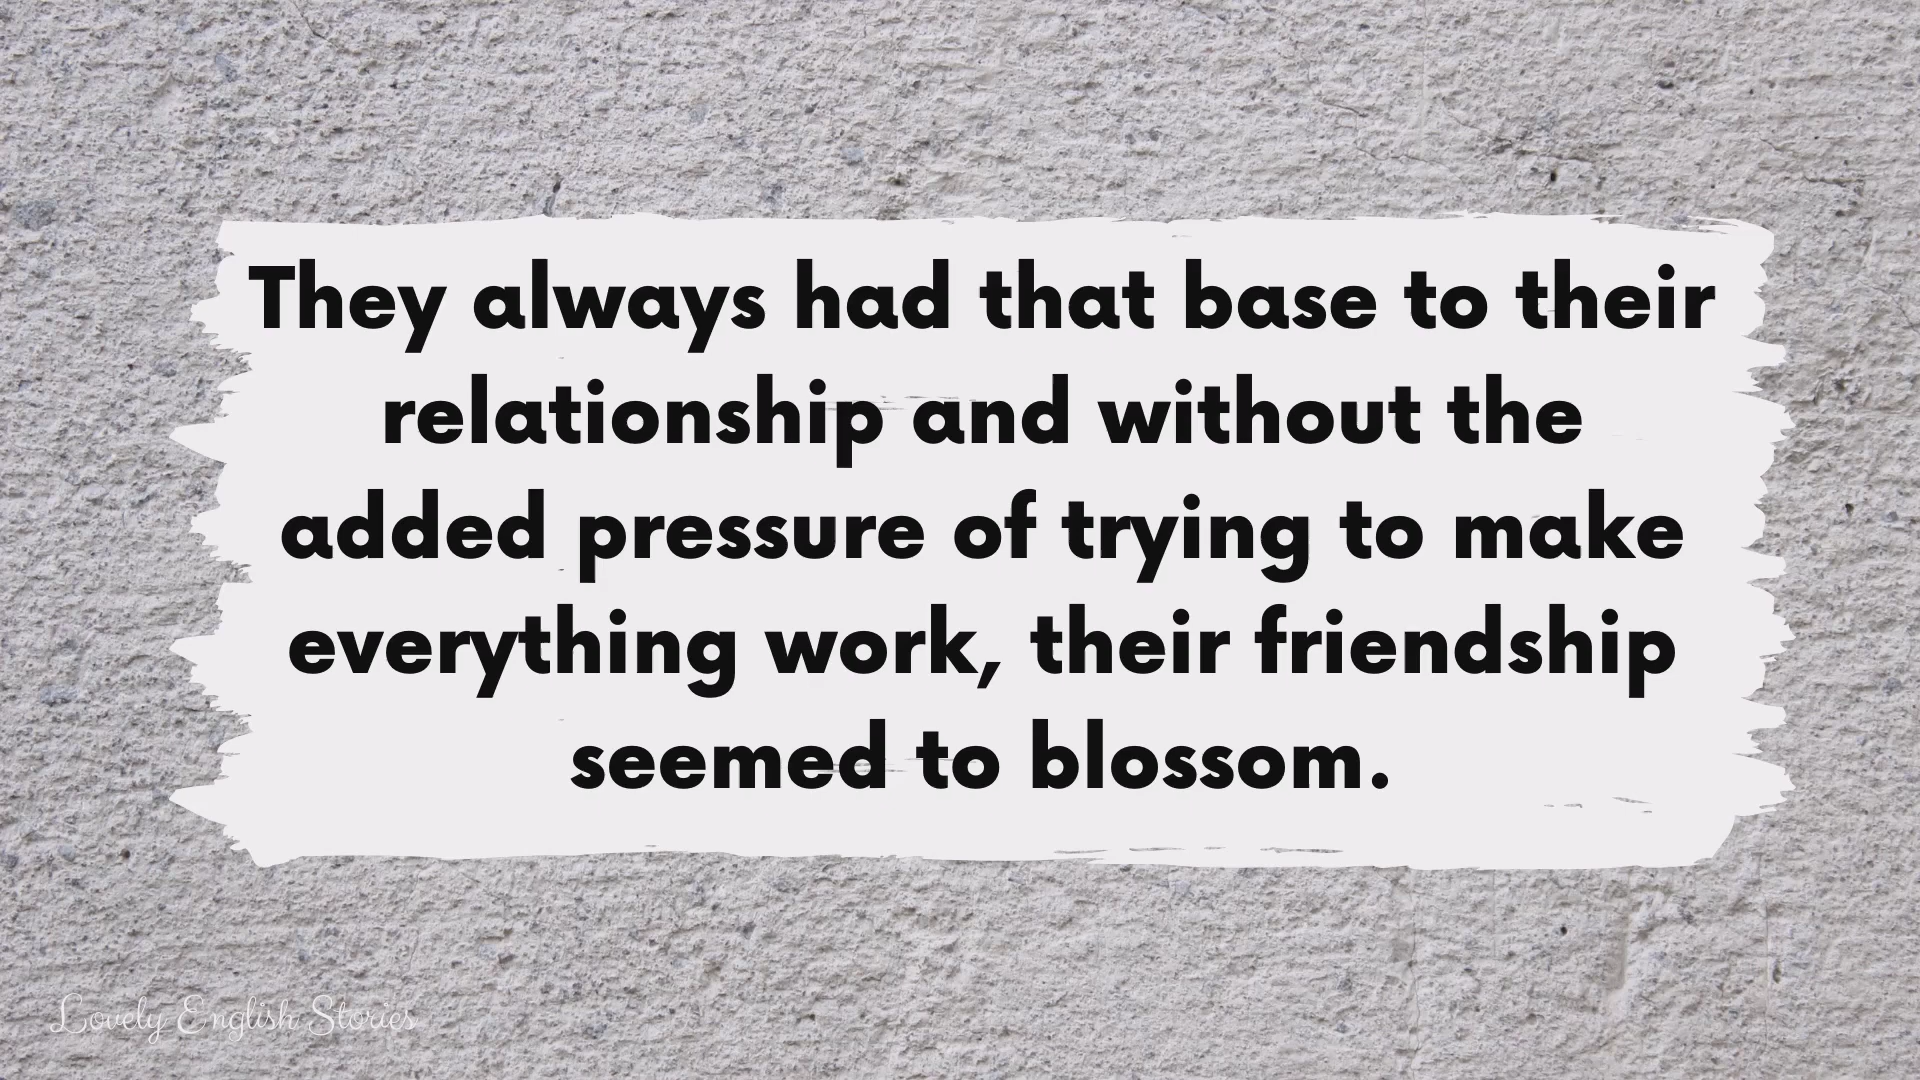 They always had that base to their
relationship and without the
added pressure of trying to make
everything work, their friendship
seemed to blossom.
Lovely English Stories